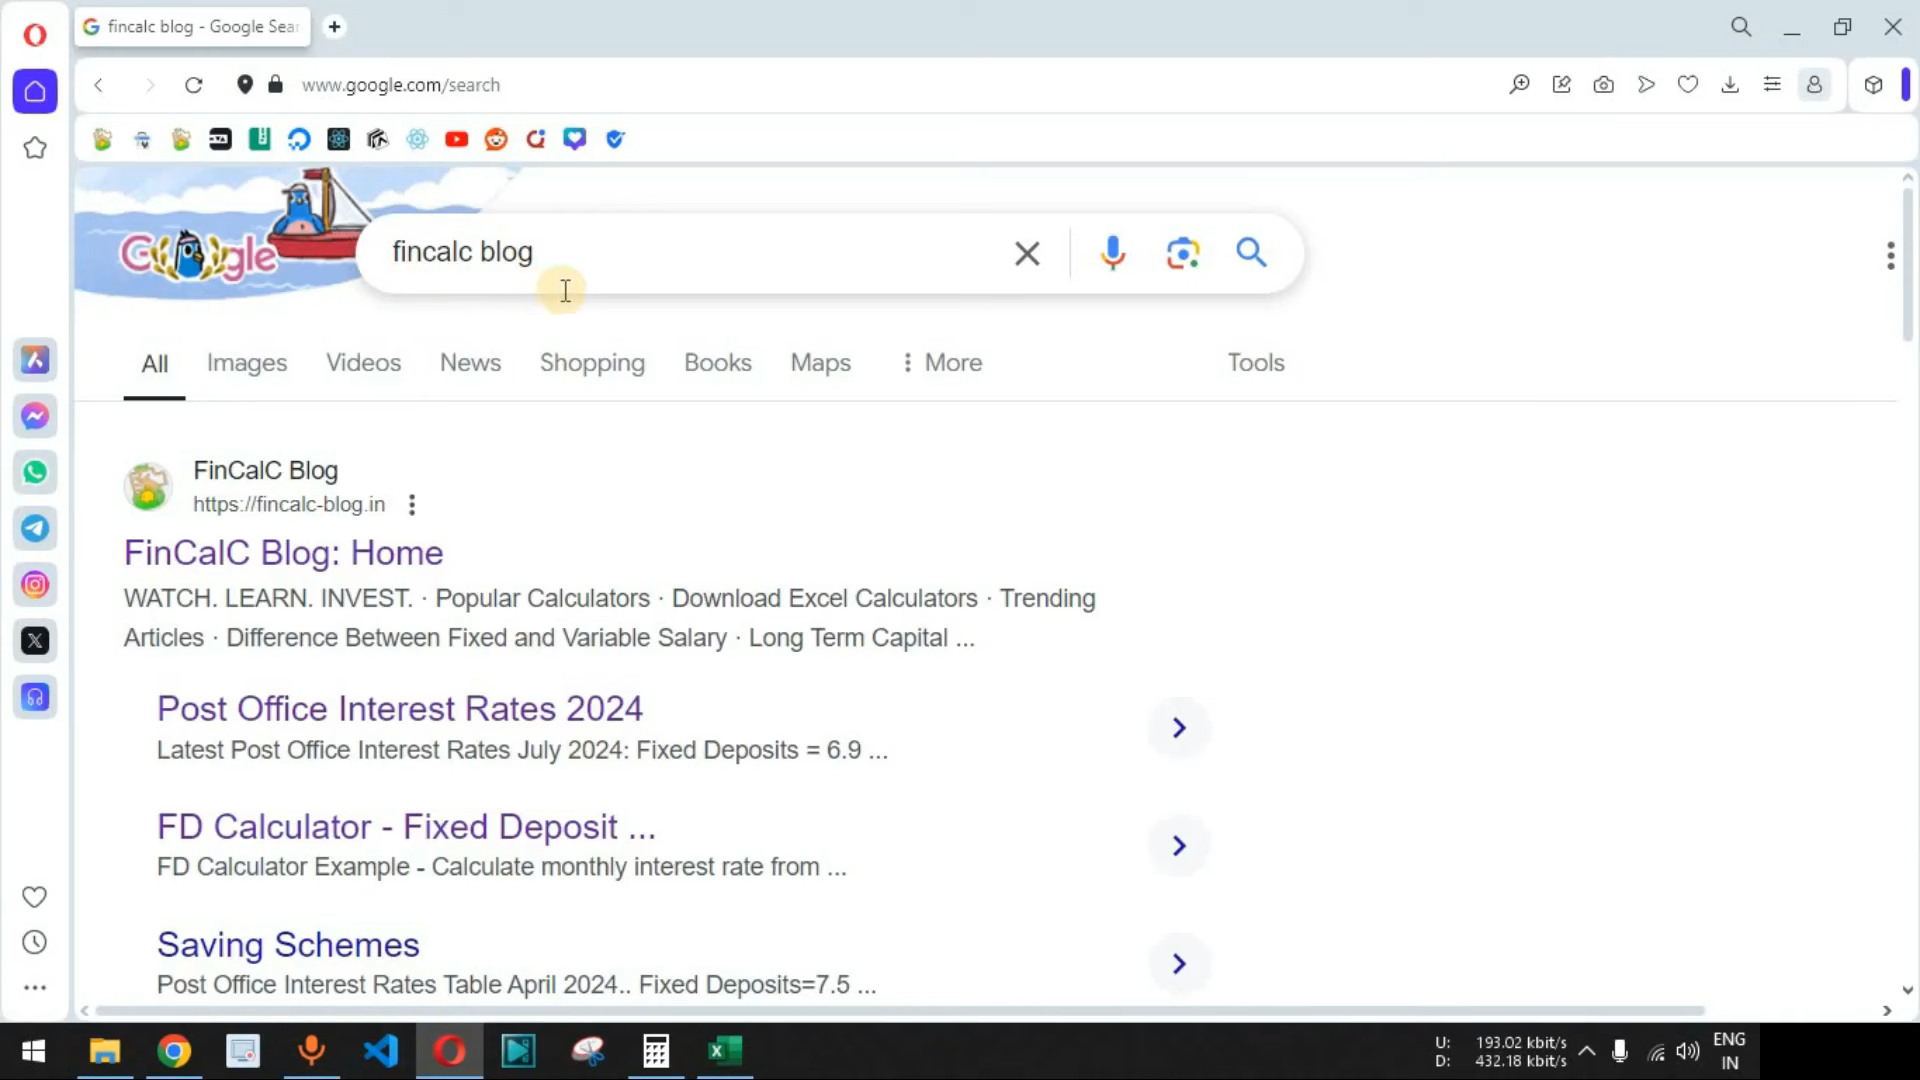 fincalc blog - Google Sear
www.google.com/search
Google
fincalc blog
All Images Videos News Shopping Books Maps More Tools
FinCalC Blog
https://fincalc-blog.in
FinCalC Blog: Home
WATCH. LEARN. INVEST. · Popular Calculators · Download Excel Calculators · Trending
Articles · Difference Between Fixed and Variable Salary · Long Term Capital ...
Post Office Interest Rates 2024
Latest Post Office Interest Rates July 2024: Fixed Deposits = 6.9 ...
FD Calculator - Fixed Deposit ...
FD Calculator Example - Calculate monthly interest rate from ...
Saving Schemes
Post Office Interest Rates Table April 2024.. Fixed Deposits=7.5 ...
U: 193.02 kbit/s
D: 432.18 kbit/s
ENG
IN